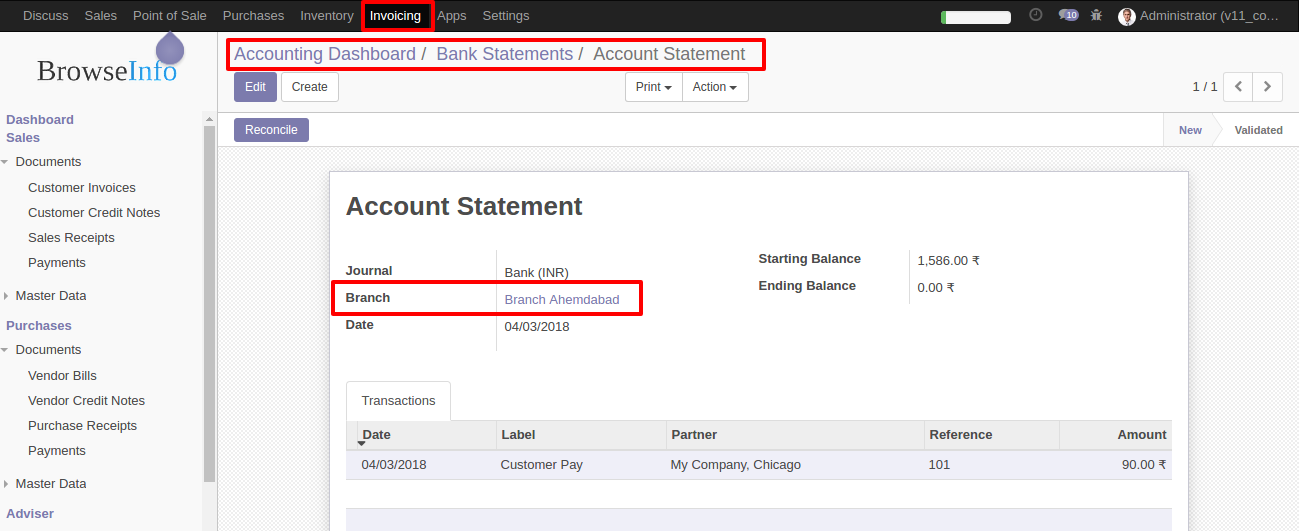 Discuss Sales Point of Sale Purchases Inventory Invoicing Apps Settings 10 Administrator (v11_co...
BrowseInfo
Accounting Dashboard / Bank Statements / Account Statement
Edit Create Print Action 1 / 1
Reconcile New Validated
Dashboard
Sales
Documents
Customer Invoices
Customer Credit Notes
Sales Receipts
Payments
Master Data
Purchases
Documents
Vendor Bills
Vendor Credit Notes
Purchase Receipts
Payments
Master Data
Adviser
Account Statement
Journal Bank (INR)
Branch Branch Ahemdabad
Date 04/03/2018
Starting Balance 1,586.00 ₹
Ending Balance 0.00 ₹
Transactions
Date Label Partner Reference Amount
04/03/2018 Customer Pay My Company, Chicago 101 90.00 ₹